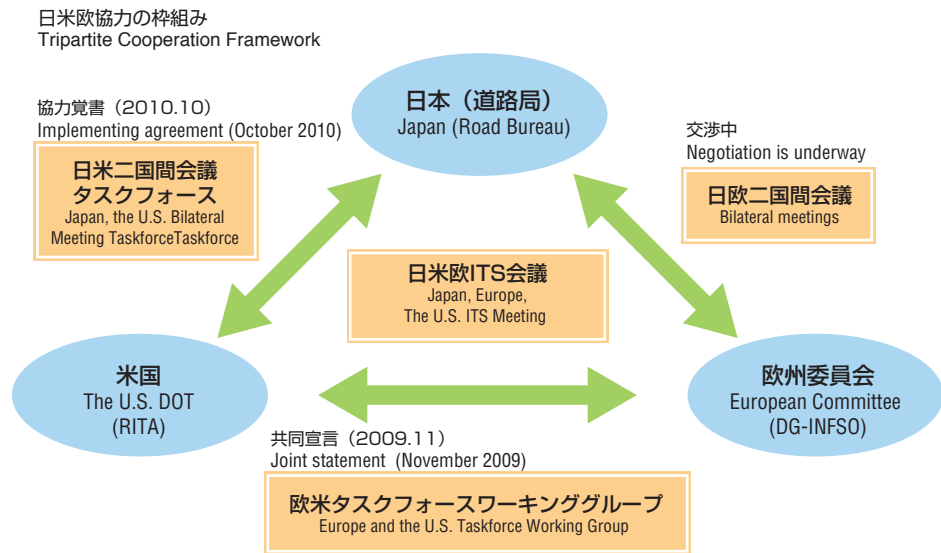 日米欧協力の枠組み
Tripartite Cooperation Framework
日本（道路局）
Japan (Road Bureau)
協力覚書（2010.10）
Implementing agreement (October 2010)
日米二国間会議
タスクフォース
Japan, the U.S. Bilateral
Meeting TaskforceTaskforce
交渉中
Negotiation is underway
日欧二国間会議
Bilateral meetings
日米欧ITS会議
Japan, Europe,
The U.S. ITS Meeting
米国
The U.S. DOT
(RITA)
欧州委員会
European Committee
(DG-INFSO)
共同宣言（2009.11）
Joint statement (November 2009)
欧米タスクフォースワーキンググループ
Europe and the U.S. Taskforce Working Group